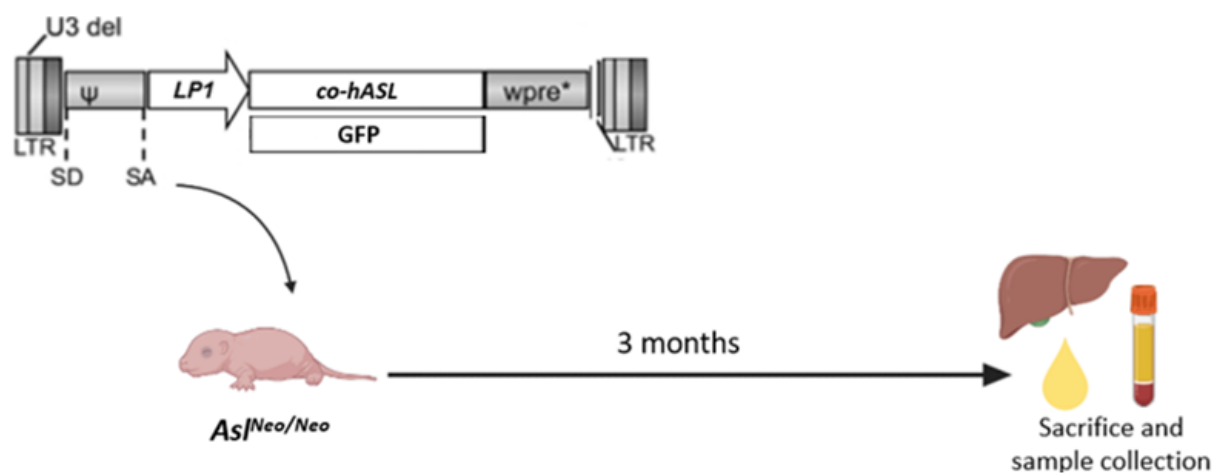 U3 del
ψ
LP1
co-hASL
wpre*
GFP
LTR
LTR
SD
SA
3 months
Asl^Neo/Neo
Sacrifice and
sample collection